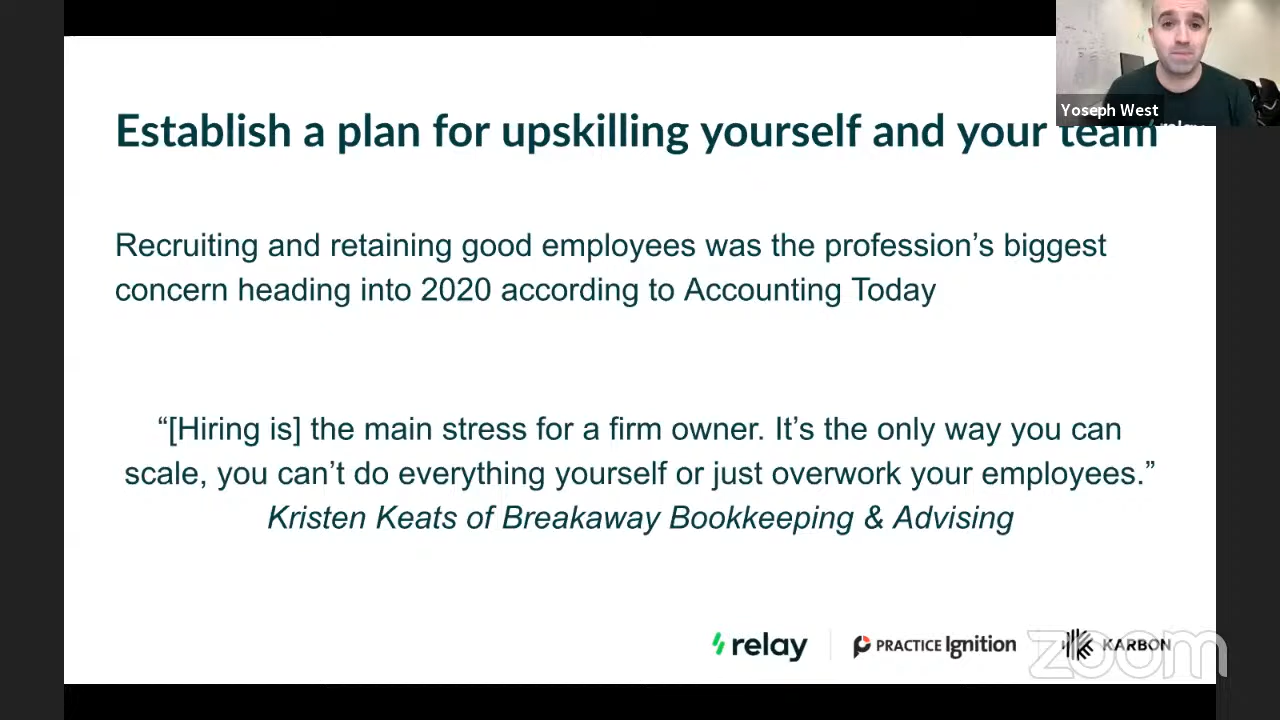 Establish a plan for upskilling yourself and your team
Yoseph West
relay
Recruiting and retaining good employees was the profession’s biggest
concern heading into 2020 according to Accounting Today
“[Hiring is] the main stress for a firm owner. It’s the only way you can
scale, you can’t do everything yourself or just overwork your employees.”
Kristen Keats of Breakaway Bookkeeping & Advising
relay
PRACTICE Ignition
KARBON
zoom